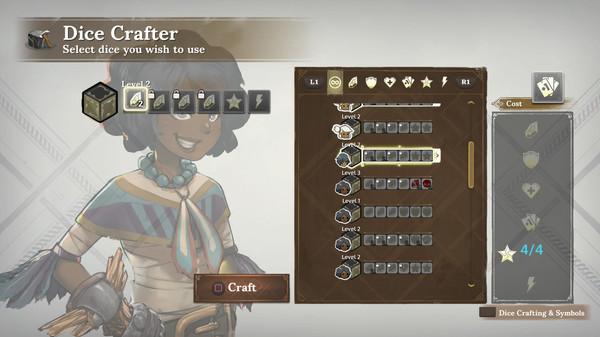 Dice Crafter
Select dice you wish to use
Level 2
2
L1
R1
Cost
Level 2
Level 3
Level 1
Level 2
Level 2
4/4
Craft
Dice Crafting & Symbols